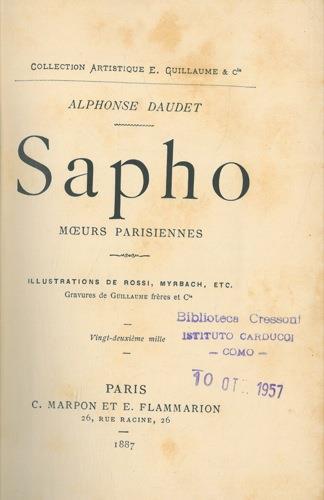 COLLECTION ARTISTIQUE E. GUILLAUME & Cie
ALPHONSE DAUDET
Sapho
MŒURS PARISIENNES
ILLUSTRATIONS DE ROSSI, MYRBACH, ETC.
Gravures de GUILLAUME frères et Cie
Vingt-deuxième mille
Biblioteca Cressoni
ISTITUTO CARDUCCI
— COMO —
10 OT 1957
PARIS
C. MARPON ET E. FLAMMARION
26, RUE RACINE, 26
1887